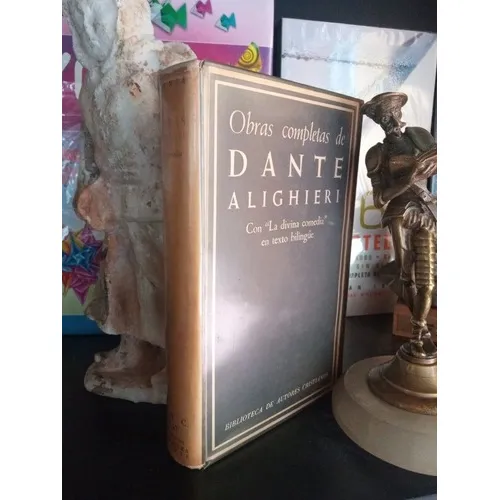 Obras completas de
DANTE
ALIGHIERI
Con "La divina comedia"
en texto bilingüe
BIBLIOTECA DE AUTORES CRISTIANOS